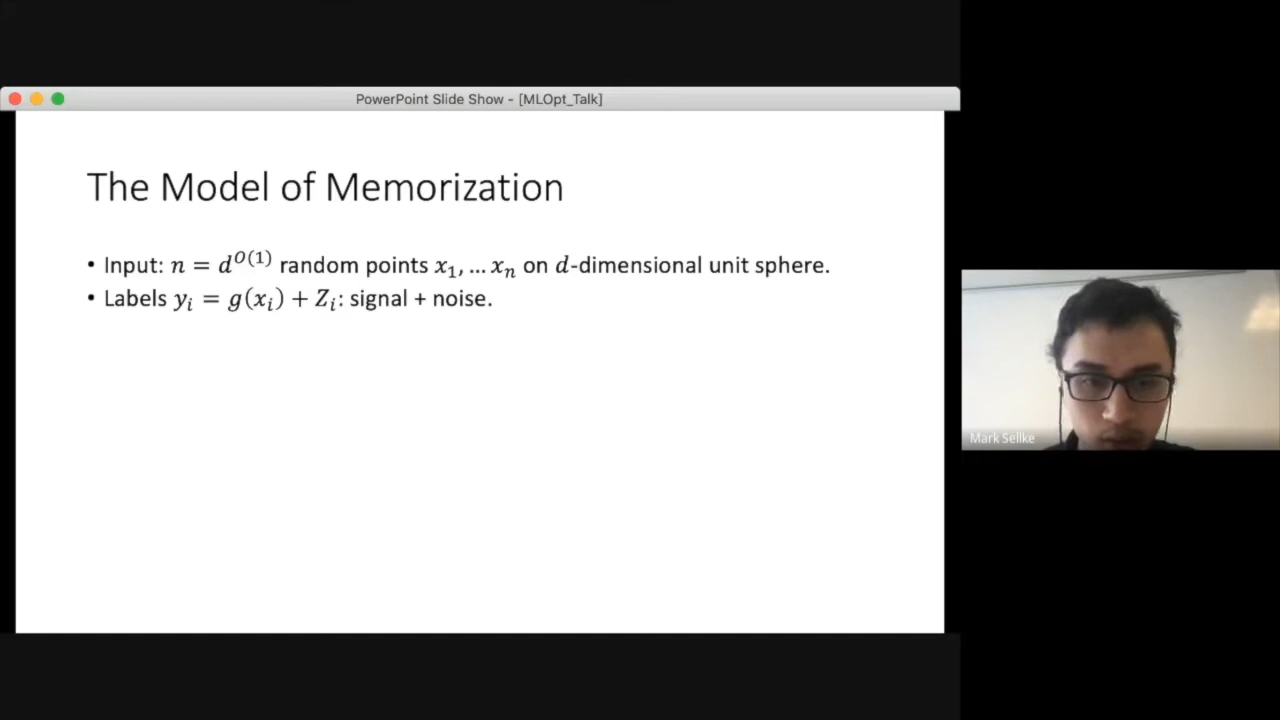 PowerPoint Slide Show - [MLOpt_Talk]
The Model of Memorization
• Input: n = d^{O(1)} random points x_1, … x_n on d-dimensional unit sphere.
• Labels y_i = g(x_i) + Z_i: signal + noise.
Mark Sellke